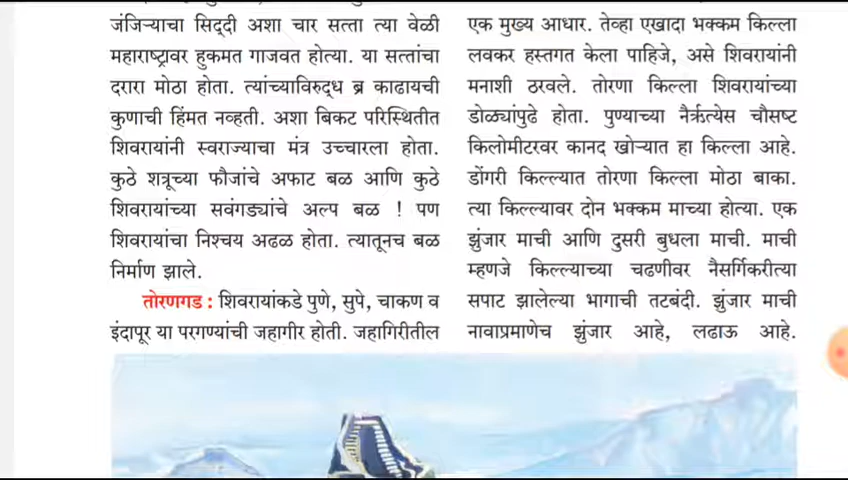 जंजिऱ्याचा सिद्दी अशा चार सत्ता त्या वेळी
महाराष्ट्रावर हुकमत गाजवत होत्या. या सत्तांचा
दरारा मोठा होता. त्यांच्याविरुद्ध ब्र काढायची
कुणाची हिंमत नव्हती. अशा बिकट परिस्थितीत
शिवरायांनी स्वराज्याचा मंत्र उच्चारला होता.
कुठे शत्रूच्या फौजांचे अफाट बळ आणि कुठे
शिवरायांच्या सवंगड्यांचे अल्प बळ ! पण
शिवरायांचा निश्चय अढळ होता. त्यातूनच बळ
निर्माण झाले.
तोरणगड : शिवरायांकडे पुणे, सुपे, चाकण व
इंदापूर या परगण्यांची जहागीर होती. जहागिरीतील
एक मुख्य आधार. तेव्हा एखादा भक्कम किल्ला
लवकर हस्तगत केला पाहिजे, असे शिवरायांनी
मनाशी ठरवले. तोरणा किल्ला शिवरायांच्या
डोळ्यांपुढे होता. पुण्याच्या नैर्ऋत्येस चौसष्ट
किलोमीटरवर कानद खोऱ्यात हा किल्ला आहे.
डोंगरी किल्ल्यात तोरणा किल्ला मोठा बाका.
त्या किल्ल्यावर दोन भक्कम माच्या होत्या. एक
झुंजार माची आणि दुसरी बुधला माची. माची
म्हणजे किल्ल्याच्या चढणीवर नैसर्गिकरीत्या
सपाट झालेल्या भागाची तटबंदी. झुंजार माची
नावाप्रमाणेच झुंजार आहे, लढाऊ आहे.